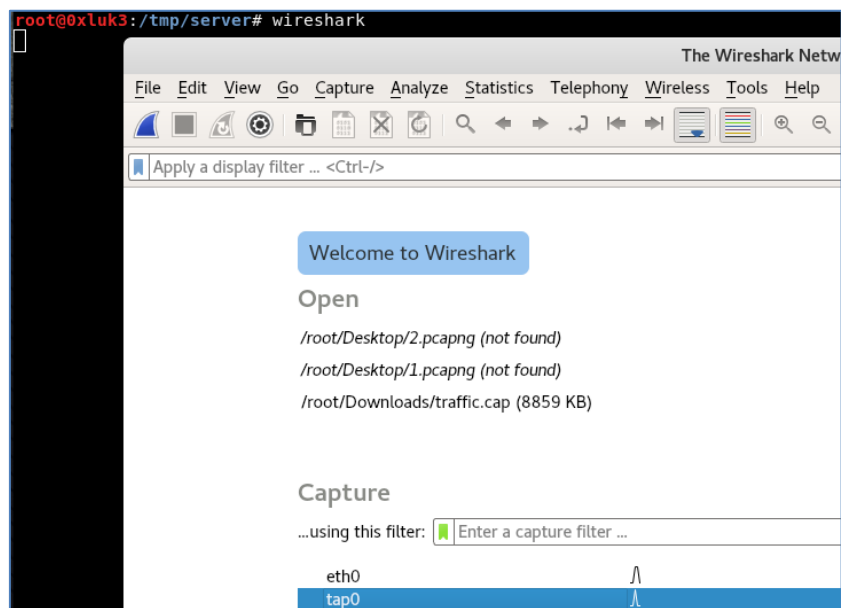 root@0xluk3:/tmp/server# wireshark
The Wireshark Netw
File Edit View Go Capture Analyze Statistics Telephony Wireless Tools Help
Apply a display filter ... <Ctrl-/>
Welcome to Wireshark
Open
/root/Desktop/2.pcapng (not found)
/root/Desktop/1.pcapng (not found)
/root/Downloads/traffic.cap (8859 KB)
Capture
...using this filter: Enter a capture filter ...
eth0
tap0